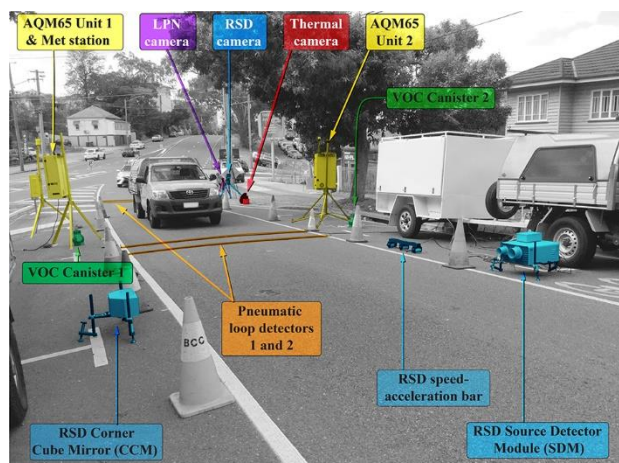 AQM65 Unit 1
& Met station
LPN
camera
RSD
camera
Thermal
camera
AQM65
Unit 2
VOC Canister 2
VOC Canister 1
Pneumatic
loop detectors
1 and 2
BCC
RSD speed-
acceleration bar
RSD Corner
Cube Mirror (CCM)
RSD Source Detector
Module (SDM)